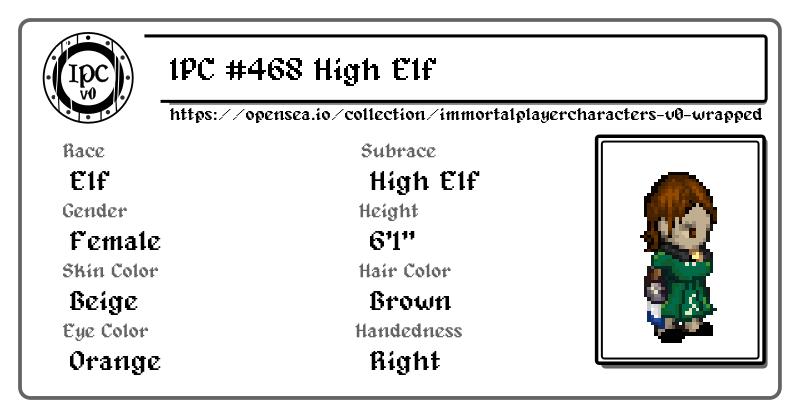 IPC v0
IPC #468 High Elf
https://opensea.io/collection/immortalplayercharacters-v0-wrapped
Race Subrace
Elf High Elf
Gender Height
Female 6'1"
Skin Color Hair Color
Beige Brown
Eye Color Handedness
Orange Right